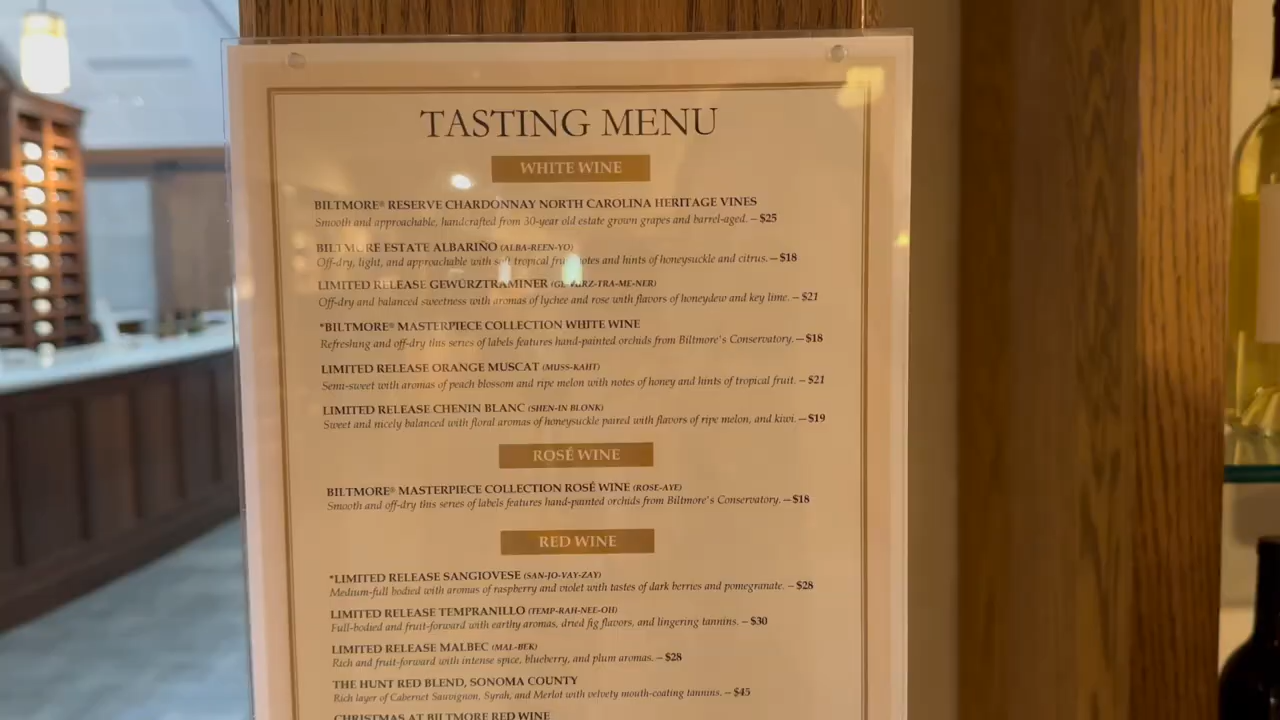 TASTING MENU
WHITE WINE
BILTMORE® RESERVE CHARDONNAY NORTH CAROLINA HERITAGE VINES
Smooth and approachable, handcrafted from 30-year old estate grown grapes and barrel-aged. – $25
BILTMORE ESTATE ALBARIÑO (ALBA-REEN-YO)
Off-dry, light, and approachable with soft tropical fruit notes and hints of honeysuckle and citrus. – $18
LIMITED RELEASE GEWÜRZTRAMINER
Off-dry and balanced sweetness with aromas of lychee and rose with flavors of honeydew and key lime. – $21
*BILTMORE® MASTERPIECE COLLECTION WHITE WINE
Refreshing and off-dry this series of labels features hand-painted orchids from Biltmore's Conservatory. – $18
LIMITED RELEASE ORANGE MUSCAT (MUSS-KAHT)
Semi-sweet with aromas of peach blossom and ripe melon with notes of honey and hints of tropical fruit. – $21
LIMITED RELEASE CHENIN BLANC (SHEN-IN BLONK)
Sweet and nicely balanced with floral aromas of honeysuckle paired with flavors of ripe melon, and kiwi. – $19
ROSÉ WINE
BILTMORE® MASTERPIECE COLLECTION ROSÉ WINE (ROSE-AYE)
Smooth and off-dry this series of labels features hand-painted orchids from Biltmore's Conservatory. – $18
RED WINE
*LIMITED RELEASE SANGIOVESE (SAN-JO-VAY-ZAY)
Medium-full bodied with aromas of raspberry and violet with tastes of dark berries and pomegranate. – $28
LIMITED RELEASE TEMPRANILLO (TEMP-RAH-NEE-OH)
Full-bodied and fruit-forward with earthy aromas, dried fig flavors, and lingering tannins. – $30
LIMITED RELEASE MALBEC (MAL-BEK)
Rich and fruit-forward with intense spice, blueberry, and plum aromas. – $28
THE HUNT RED BLEND, SONOMA COUNTY
Rich layer of Cabernet Sauvignon, Syrah, and Merlot with velvety mouth-coating tannins. – $45
CHRISTMAS AT BILTMORE RED WINE